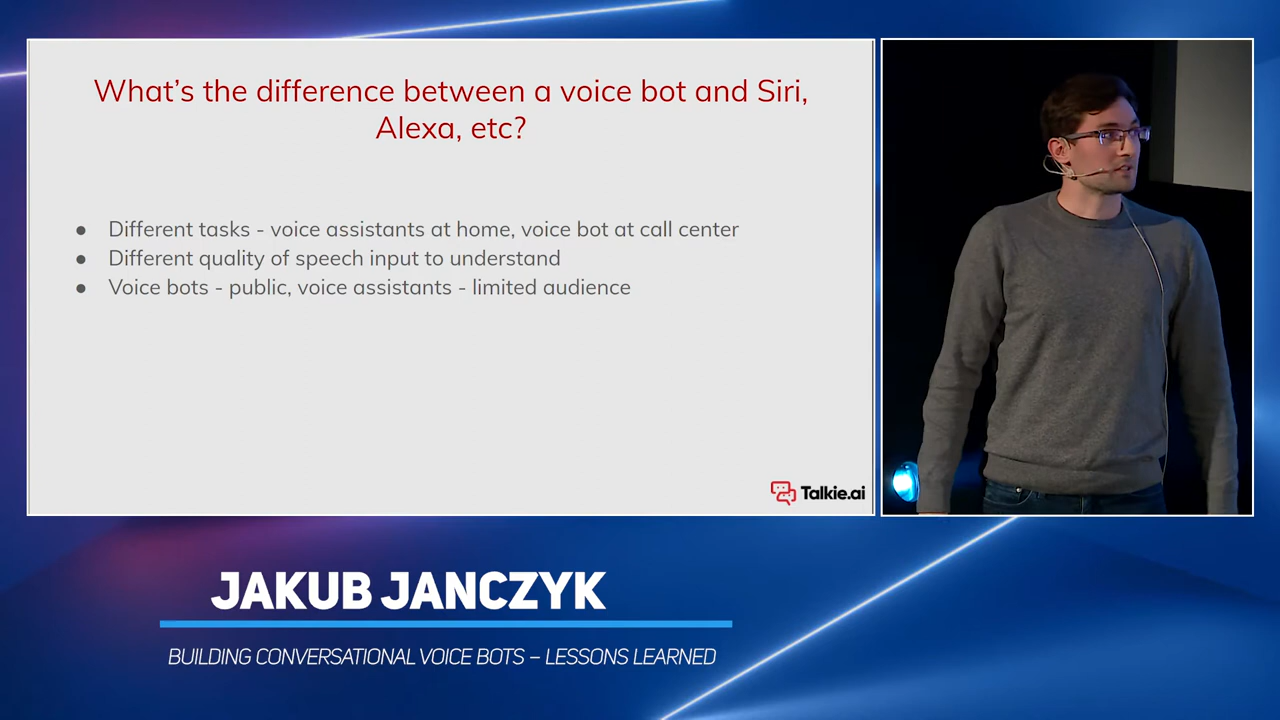 What's the difference between a voice bot and Siri,
Alexa, etc?
● Different tasks - voice assistants at home, voice bot at call center
● Different quality of speech input to understand
● Voice bots - public, voice assistants - limited audience
Talkie.ai
JAKUB JANCZYK
BUILDING CONVERSATIONAL VOICE BOTS – LESSONS LEARNED